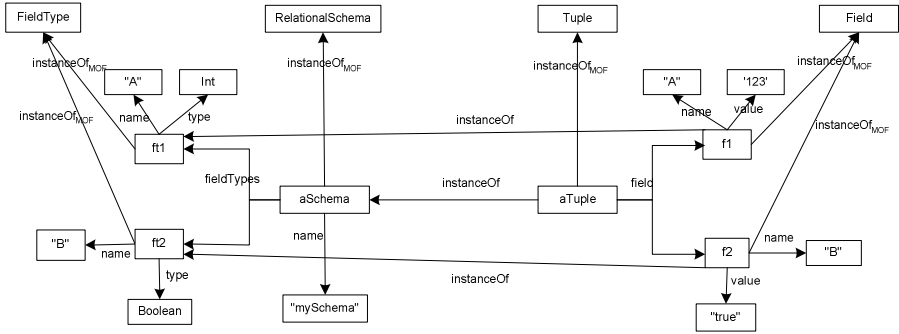 FieldType
RelationalSchema
Tuple
Field
instanceOfMOF
instanceOfMOF
instanceOfMOF
instanceOfMOF
"A"
Int
"A"
'123'
name
type
name
value
instanceOfMOF
instanceOf
instanceOfMOF
ft1
f1
fieldTypes
instanceOf
field
aSchema
aTuple
"B"
name
ft2
name
f2
name
"B"
type
instanceOf
value
Boolean
"mySchema"
"true"